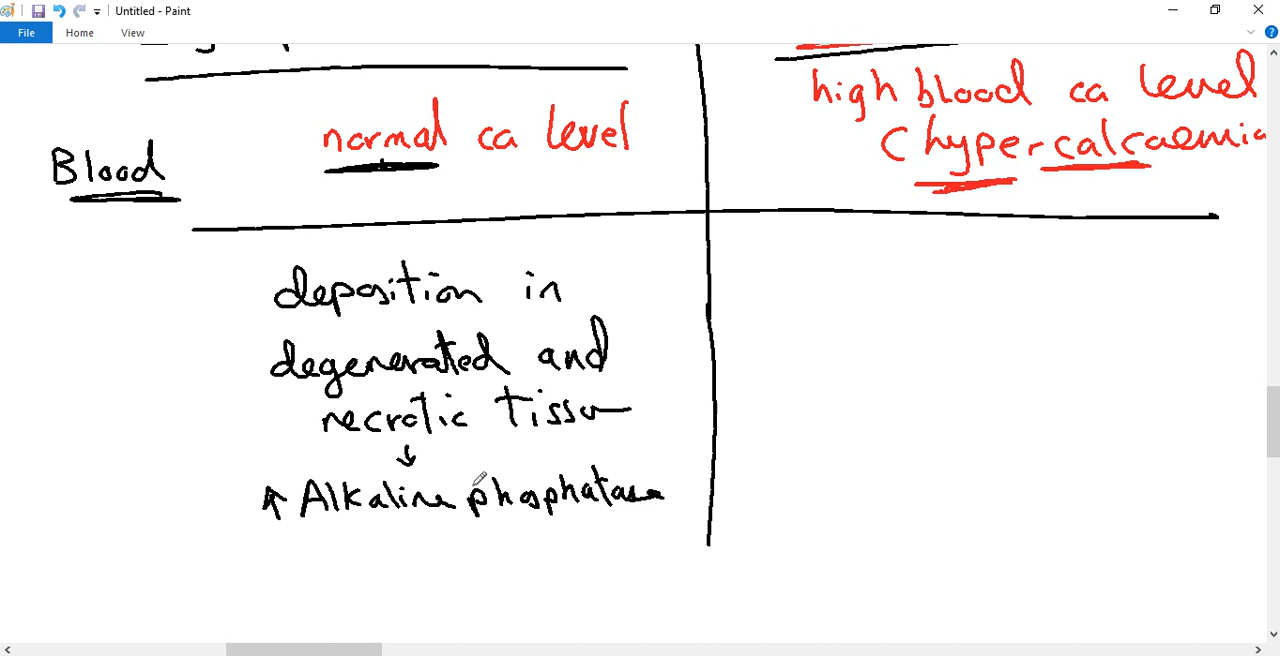 Untitled - Paint
File Home View
normal ca level
high blood ca level
C hyper calcaemia
Blood
deposition in
degenerated and
necrotic tissu
↓
↑ Alkaline phosphatase